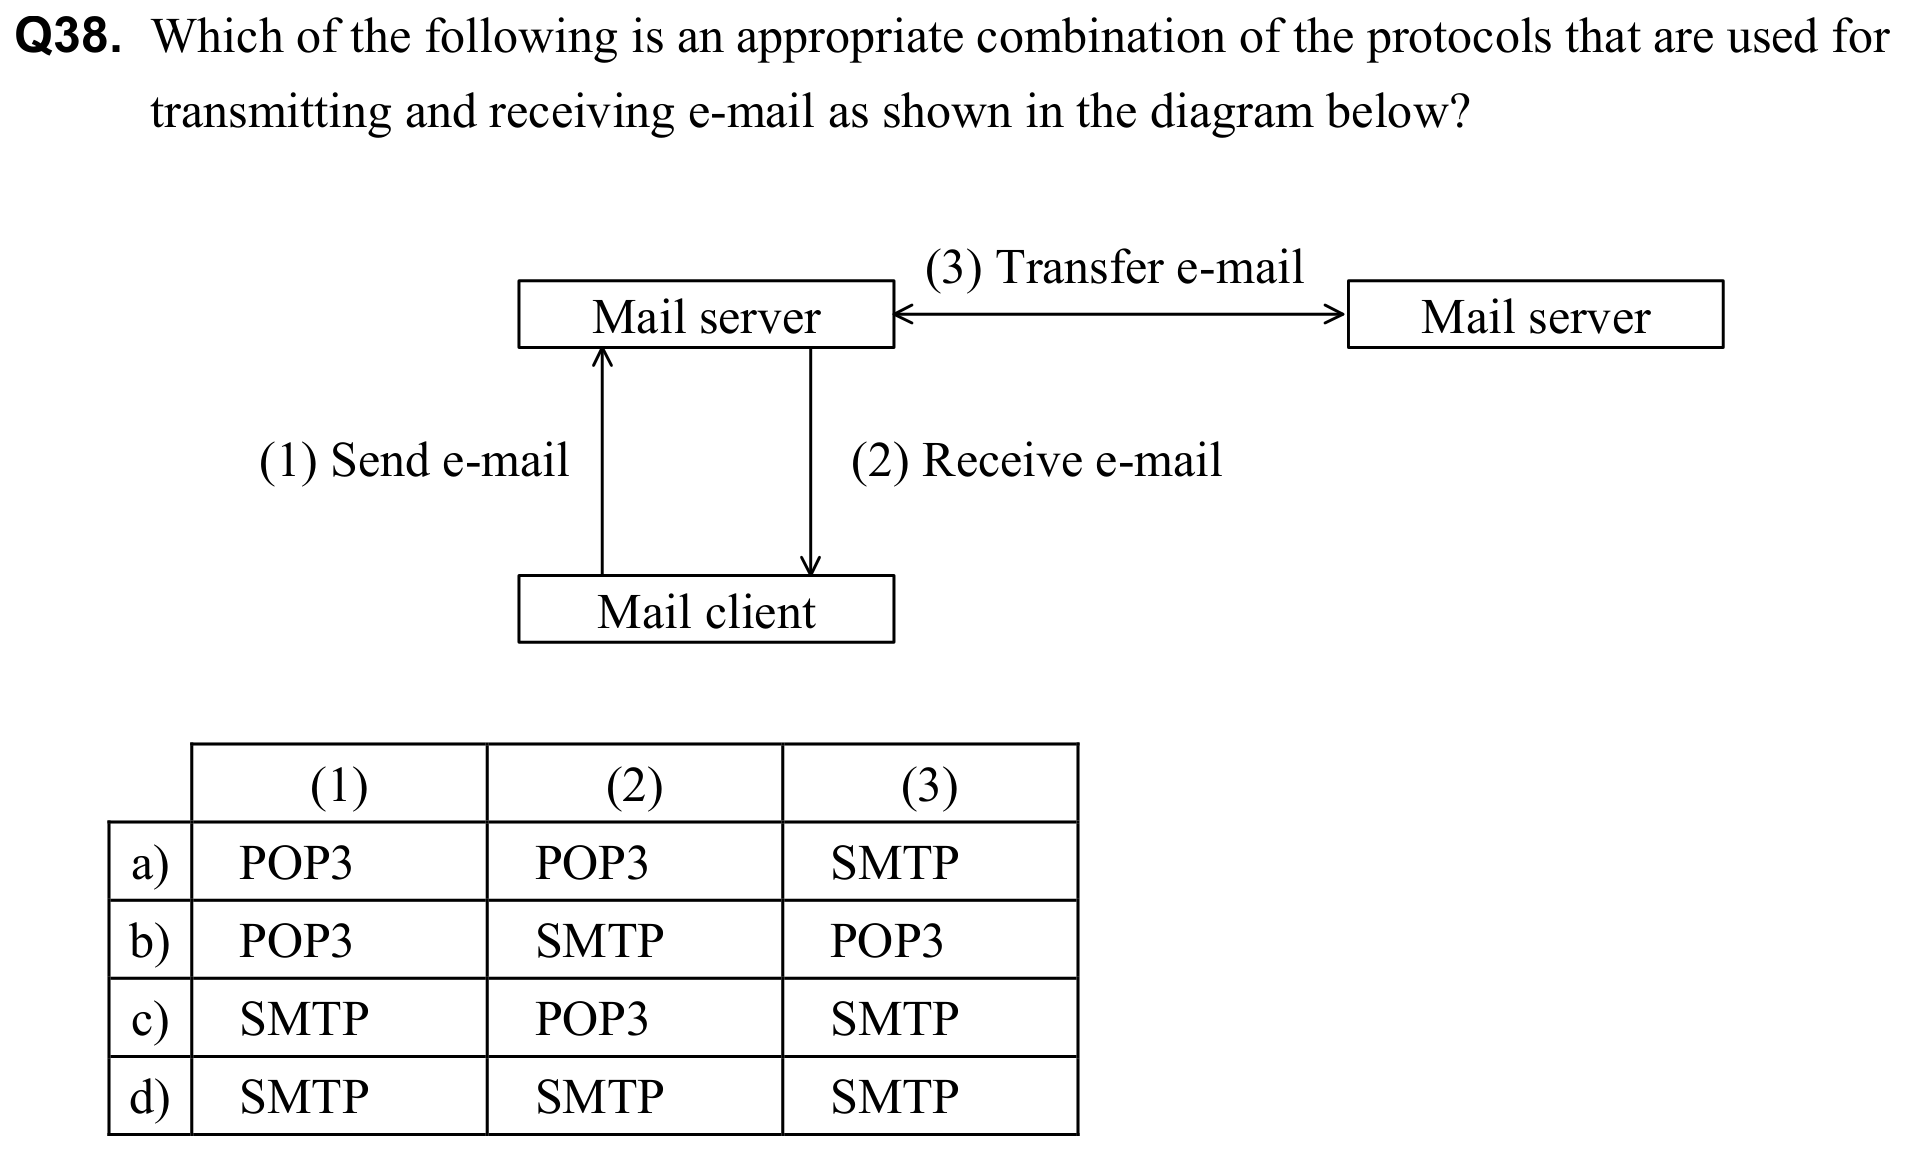 Q38. Which of the following is an appropriate combination of the protocols that are used for
transmitting and receiving e-mail as shown in the diagram below?
(3) Transfer e-mail
Mail server
Mail server
(1) Send e-mail
(2) Receive e-mail
Mail client
(1) (2) (3)
a) POP3 POP3 SMTP
b) POP3 SMTP POP3
c) SMTP POP3 SMTP
d) SMTP SMTP SMTP